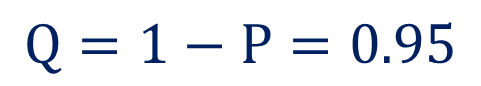 Q = 1 − P = 0.95